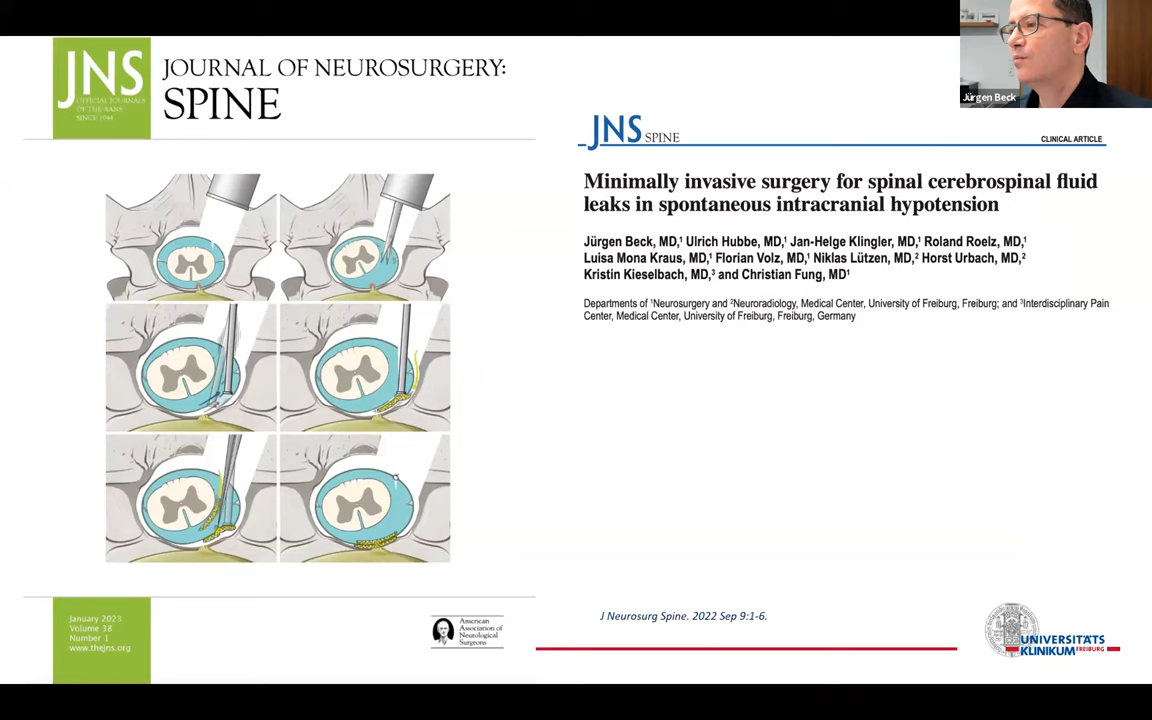 JNS
OFFICIAL JOURNALS
OF THE AANS
SINCE 1944
JOURNAL OF NEUROSURGERY:
SPINE
January 2023
Volume 38
Number 1
www.thejns.org
American
Association of
Neurological
Surgeons
Jürgen Beck
JNS SPINE
CLINICAL ARTICLE
Minimally invasive surgery for spinal cerebrospinal fluid
leaks in spontaneous intracranial hypotension
Jürgen Beck, MD,¹ Ulrich Hubbe, MD,¹ Jan-Helge Klingler, MD,¹ Roland Roelz, MD,¹
Luisa Mona Kraus, MD,¹ Florian Volz, MD,¹ Niklas Lützen, MD,² Horst Urbach, MD,²
Kristin Kieselbach, MD,³ and Christian Fung, MD¹
Departments of ¹Neurosurgery and ²Neuroradiology, Medical Center, University of Freiburg, Freiburg; and ³Interdisciplinary Pain
Center, Medical Center, University of Freiburg, Freiburg, Germany
J Neurosurg Spine. 2022 Sep 9:1-6.
UNIVERSITÄTS
KLINIKUM FREIBURG